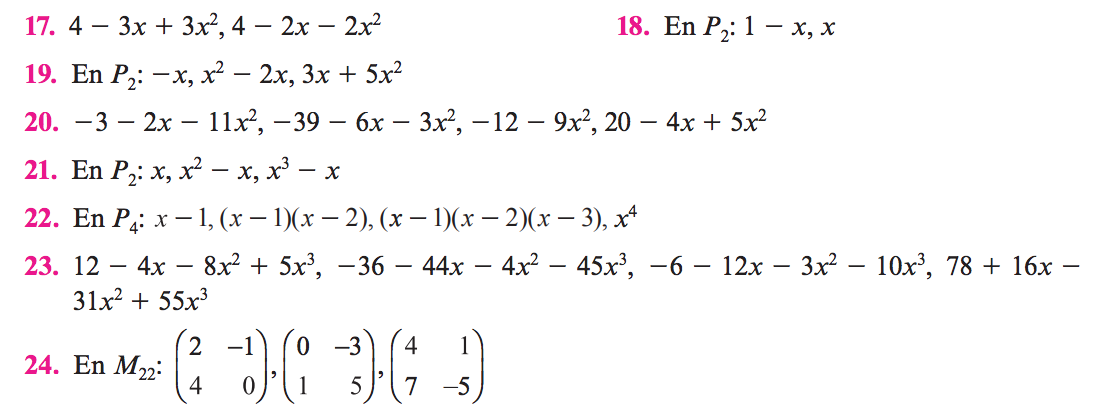 17. 4 − 3x + 3x², 4 − 2x − 2x² 18. En P₂: 1 − x, x
19. En P₂: −x, x² − 2x, 3x + 5x²
20. −3 − 2x − 11x², −39 − 6x − 3x², −12 − 9x², 20 − 4x + 5x²
21. En P₂: x, x² − x, x³ − x
22. En P₄: x − 1, (x − 1)(x − 2), (x − 1)(x − 2)(x − 3), x⁴
23. 12 − 4x − 8x² + 5x³, −36 − 44x − 4x² − 45x³, −6 − 12x − 3x² − 10x³, 78 + 16x −
31x² + 55x³
24. En M₂₂: (2 −1; 4 0), (0 −3; 1 5), (4 1; 7 −5)